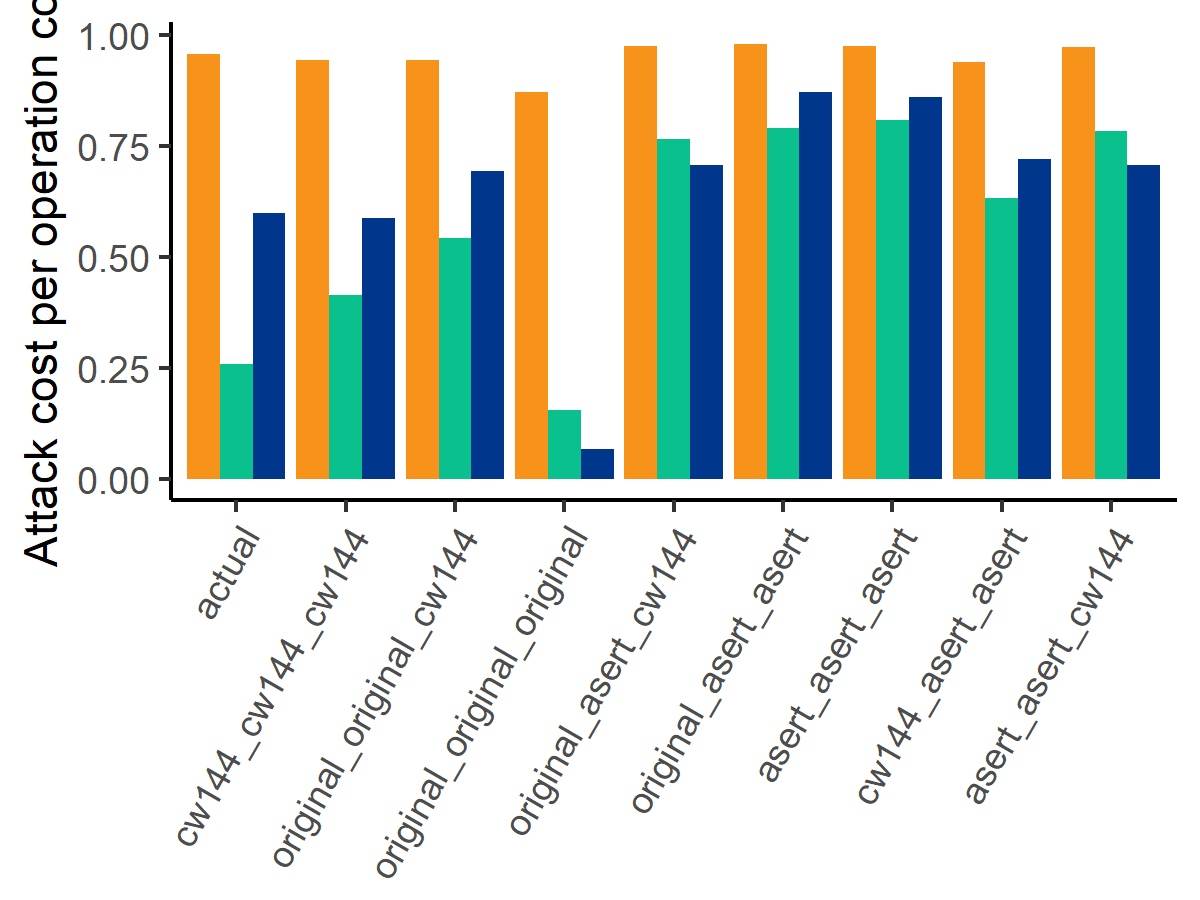 Attack cost per operation co
1.00
0.75
0.50
0.25
0.00
actual
cw144_cw144_cw144
original_original_cw144
original_original_original
original_asert_cw144
original_asert_asert
asert_asert_asert
cw144_asert_asert
asert_asert_cw144